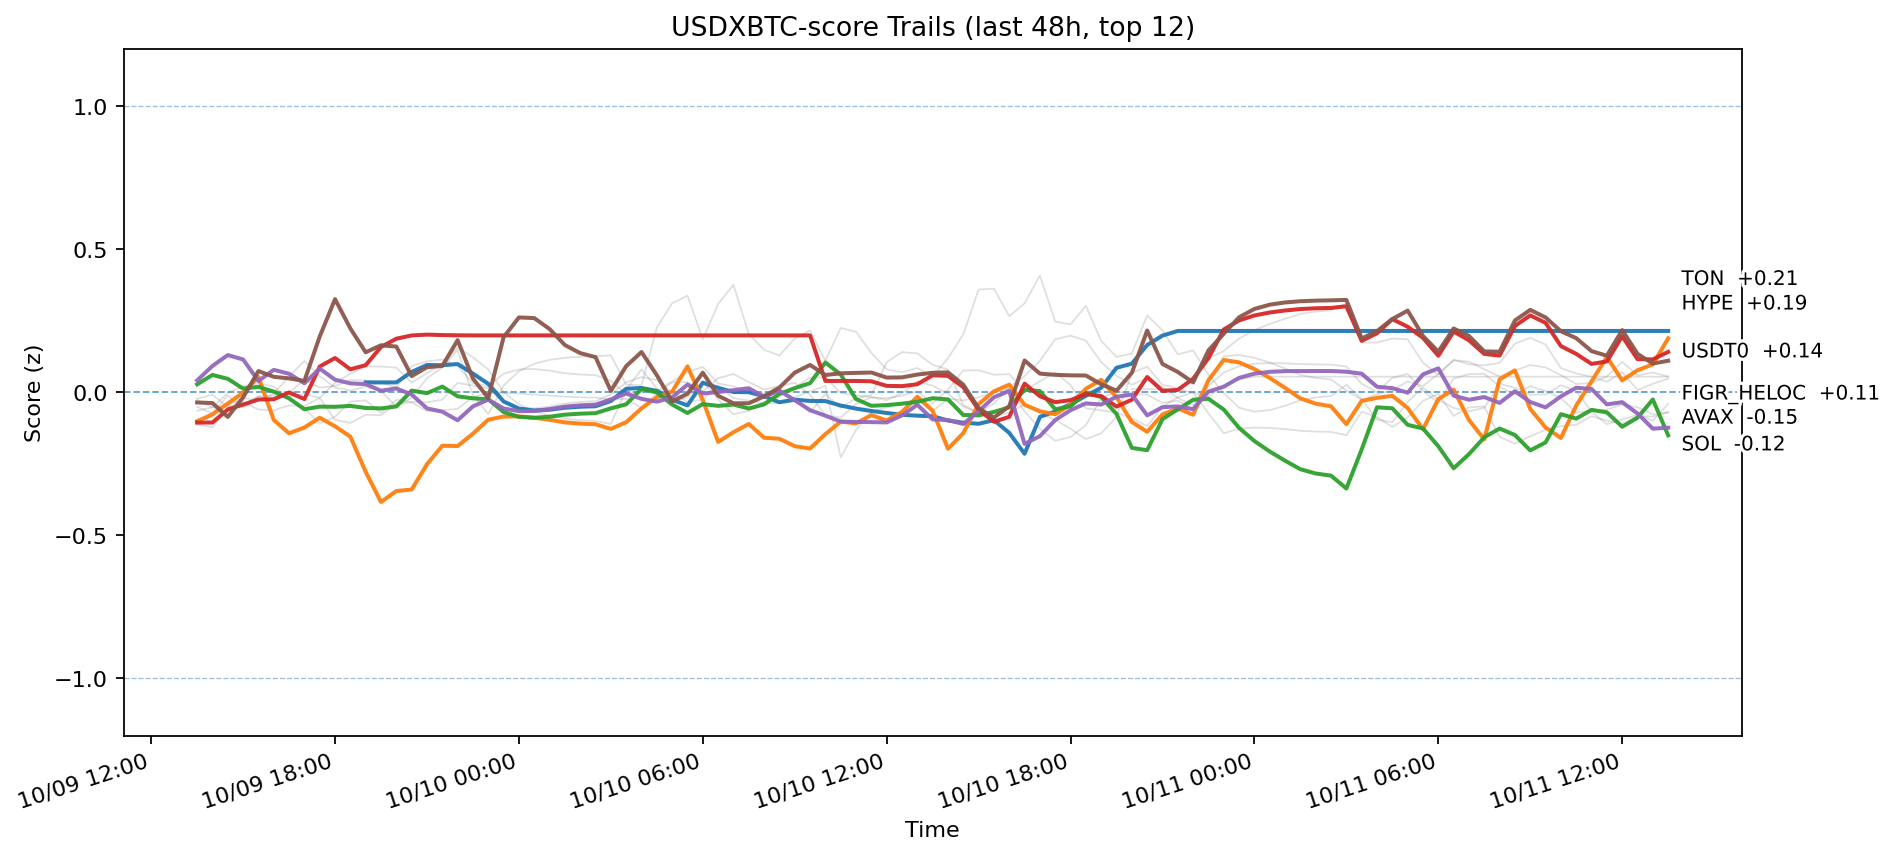 USDXBTC-score Trails (last 48h, top 12)
Score (z)
1.0
0.5
0.0
−0.5
−1.0
TON +0.21
HYPE +0.19
USDT0 +0.14
FIGR_HELOC +0.11
AVAX -0.15
SOL -0.12
10/09 12:00
10/09 18:00
10/10 00:00
10/10 06:00
10/10 12:00
10/10 18:00
10/11 00:00
10/11 06:00
10/11 12:00
Time